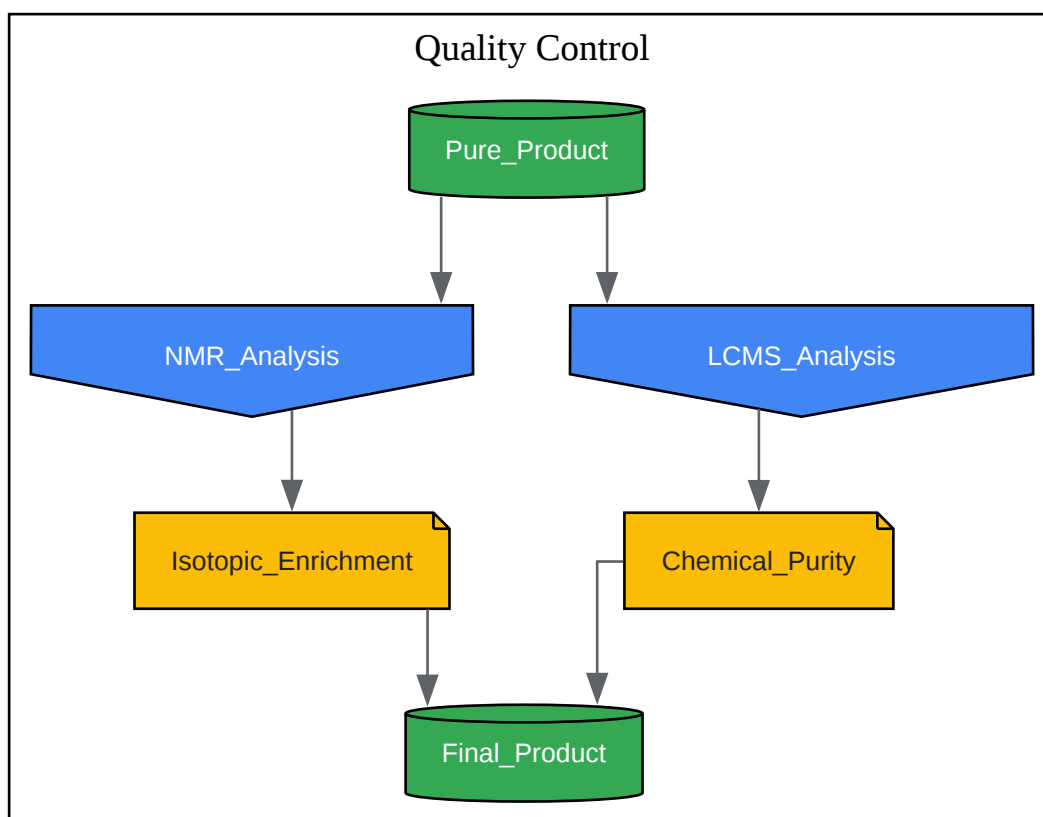 Quality Control
Pure_Product
NMR_Analysis
LCMS_Analysis
Isotopic_Enrichment
Chemical_Purity
Final_Product